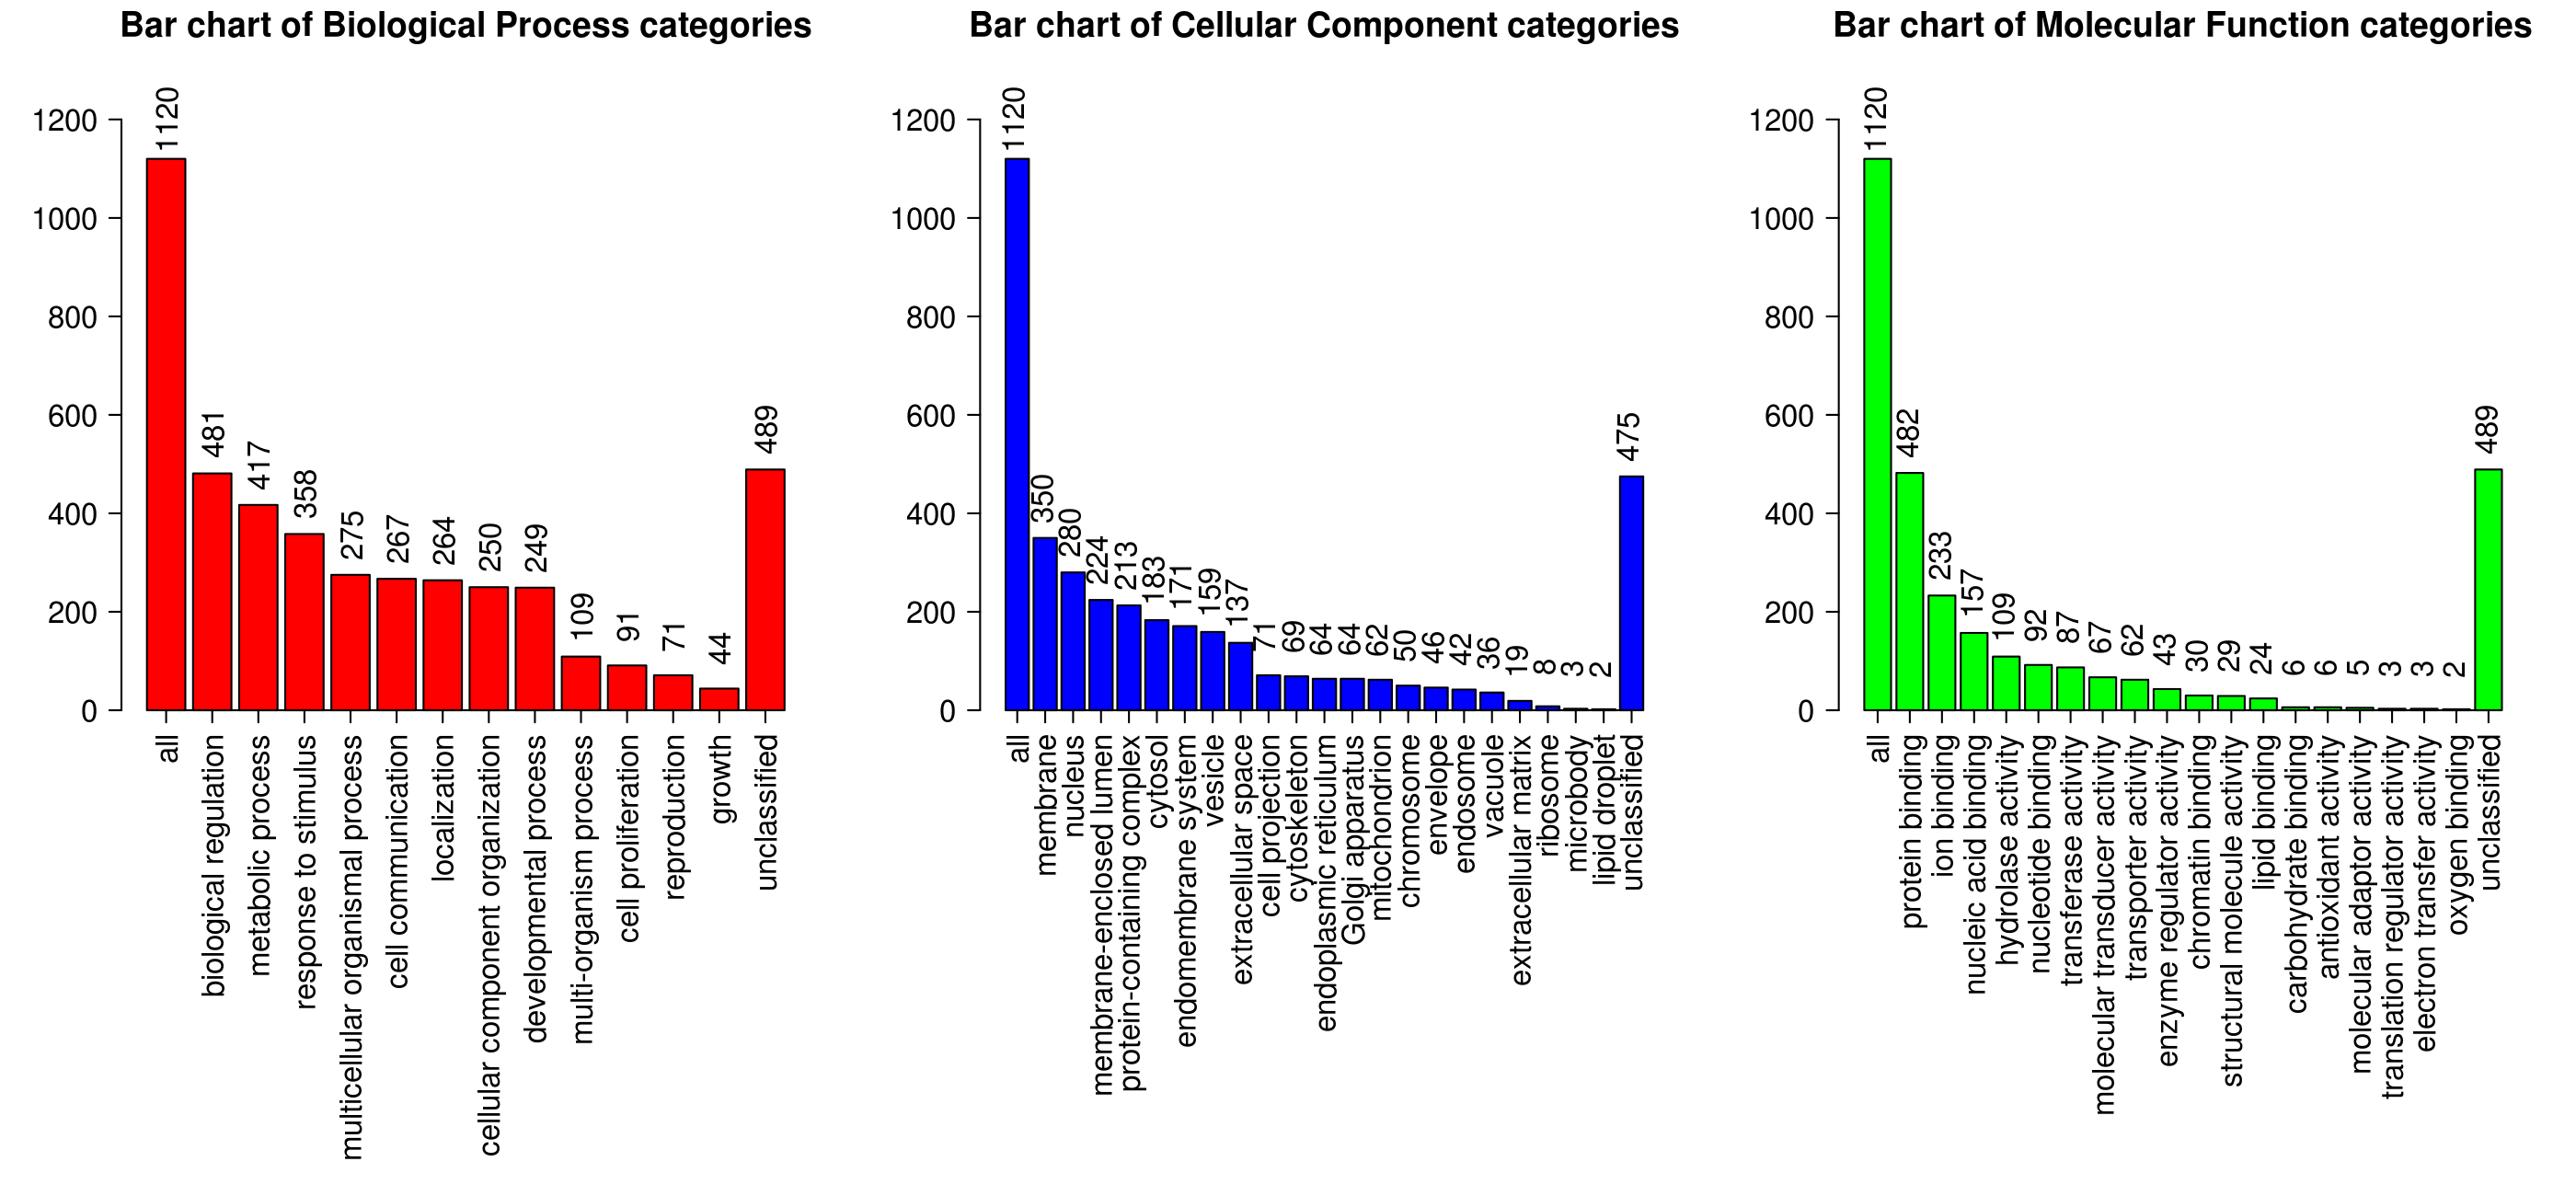 Bar chart of Biological Process categories
1200
1000
800
600
400
200
0
1120
481
417
358
275
267
264
250
249
109
91
71
44
489
all
biological regulation
metabolic process
response to stimulus
multicellular organismal process
cell communication
localization
cellular component organization
developmental process
multi-organism process
cell proliferation
reproduction
growth
unclassified
Bar chart of Cellular Component categories
1200
1000
800
600
400
200
0
1120
350
280
224
213
183
171
159
137
71
69
64
64
62
50
46
42
36
19
8
3
2
475
all
membrane
nucleus
membrane-enclosed lumen
protein-containing complex
cytosol
endomembrane system
vesicle
extracellular space
cell projection
cytoskeleton
endoplasmic reticulum
Golgi apparatus
mitochondrion
chromosome
envelope
endosome
vacuole
extracellular matrix
ribosome
microbody
lipid droplet
unclassified
Bar chart of Molecular Function categories
1200
1000
800
600
400
200
0
1120
482
233
157
109
92
87
67
62
43
30
29
24
6
6
5
3
3
2
489
all
protein binding
ion binding
nucleic acid binding
hydrolase activity
nucleotide binding
transferase activity
molecular transducer activity
transporter activity
enzyme regulator activity
chromatin binding
structural molecule activity
lipid binding
carbohydrate binding
antioxidant activity
molecular adaptor activity
translation regulator activity
electron transfer activity
oxygen binding
unclassified